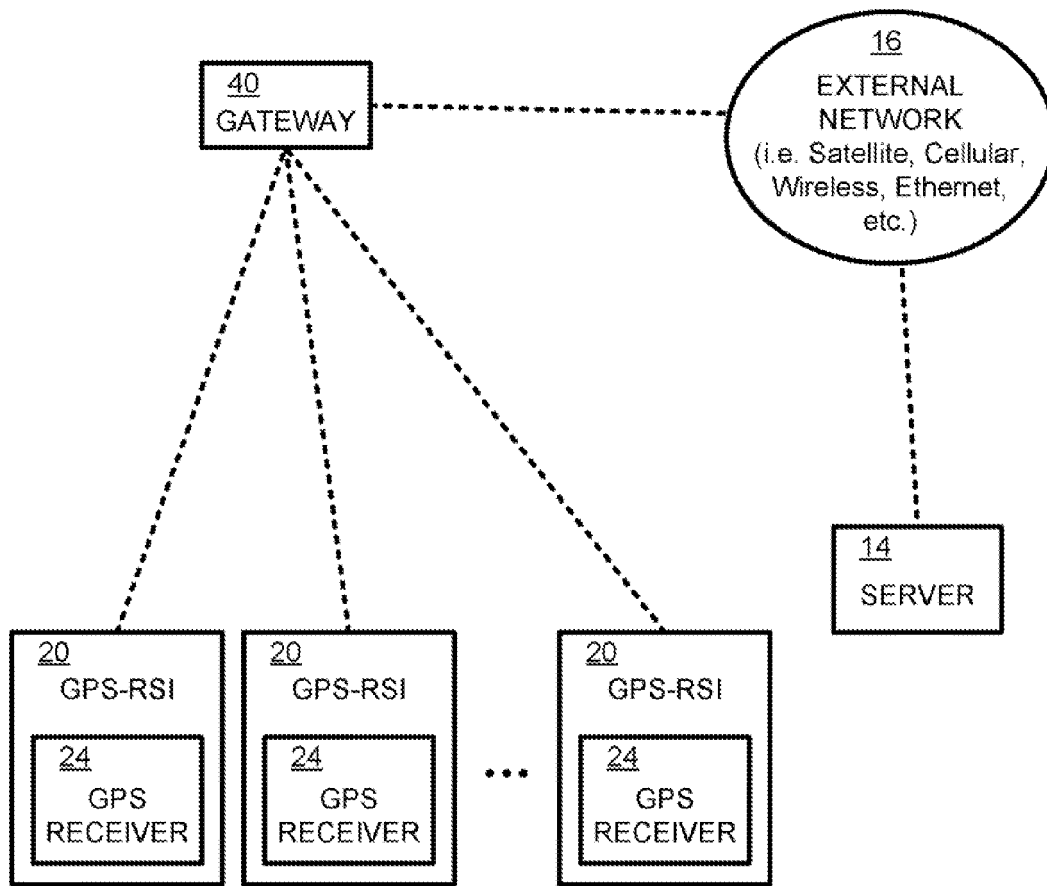 40
GATEWAY
16
EXTERNAL
NETWORK
(i.e. Satellite, Cellular,
Wireless, Ethernet,
etc.)
14
SERVER
20
GPS-RSI
24
GPS
RECEIVER
20
GPS-RSI
24
GPS
RECEIVER
...
20
GPS-RSI
24
GPS
RECEIVER